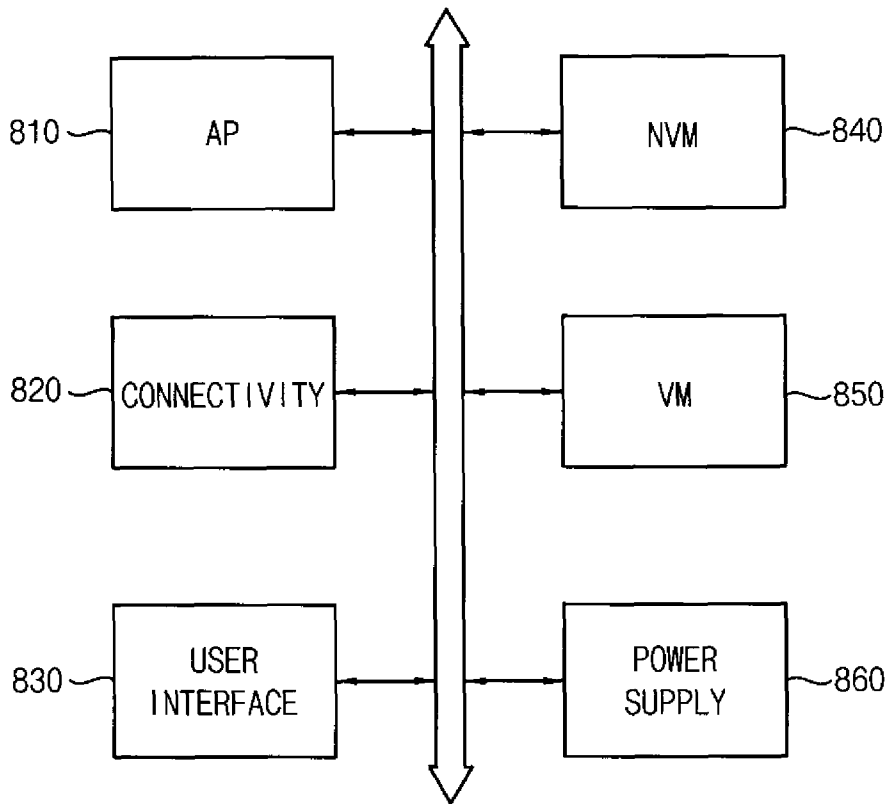 810
AP
NVM
840
820
CONNECTIVITY
VM
850
830
USER
INTERFACE
POWER
SUPPLY
860